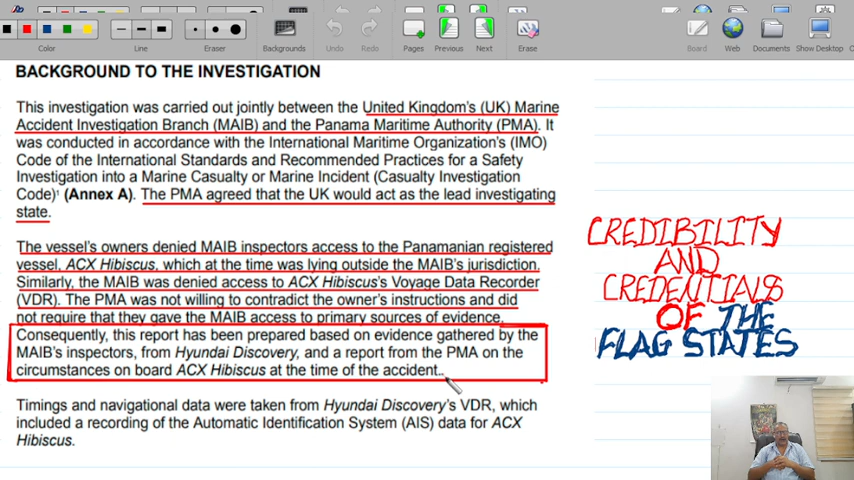 Color
Line
Eraser
Backgrounds
Undo
Redo
Pages
Previous
Next
Erase
Board
Web
Documents
Show Desktop
BACKGROUND TO THE INVESTIGATION
This investigation was carried out jointly between the United Kingdom's (UK) Marine
Accident Investigation Branch (MAIB) and the Panama Maritime Authority (PMA). It
was conducted in accordance with the International Maritime Organization's (IMO)
Code of the International Standards and Recommended Practices for a Safety
Investigation into a Marine Casualty or Marine Incident (Casualty Investigation
Code)¹ (Annex A). The PMA agreed that the UK would act as the lead investigating
state.
The vessel's owners denied MAIB inspectors access to the Panamanian registered
vessel, ACX Hibiscus, which at the time was lying outside the MAIB's jurisdiction.
Similarly, the MAIB was denied access to ACX Hibiscus's Voyage Data Recorder
(VDR). The PMA was not willing to contradict the owner's instructions and did
not require that they gave the MAIB access to primary sources of evidence.
Consequently, this report has been prepared based on evidence gathered by the
MAIB's inspectors, from Hyundai Discovery, and a report from the PMA on the
circumstances on board ACX Hibiscus at the time of the accident.
Timings and navigational data were taken from Hyundai Discovery's VDR, which
included a recording of the Automatic Identification System (AIS) data for ACX
Hibiscus.
CREDIBILITY
AND
CREDENTIALS
OF THE
FLAG STATES